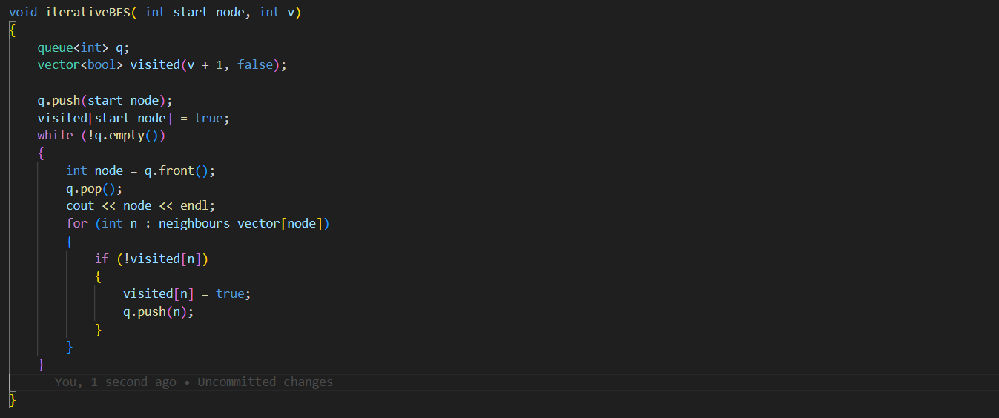 void iterativeBFS( int start_node, int v)
{
    queue<int> q;
    vector<bool> visited(v + 1, false);

    q.push(start_node);
    visited[start_node] = true;
    while (!q.empty())
    {
        int node = q.front();
        q.pop();
        cout << node << endl;
        for (int n : neighbours_vector[node])
        {
            if (!visited[n])
            {
                visited[n] = true;
                q.push(n);
            }
        }
    }
You, 1 second ago • Uncommitted changes
}